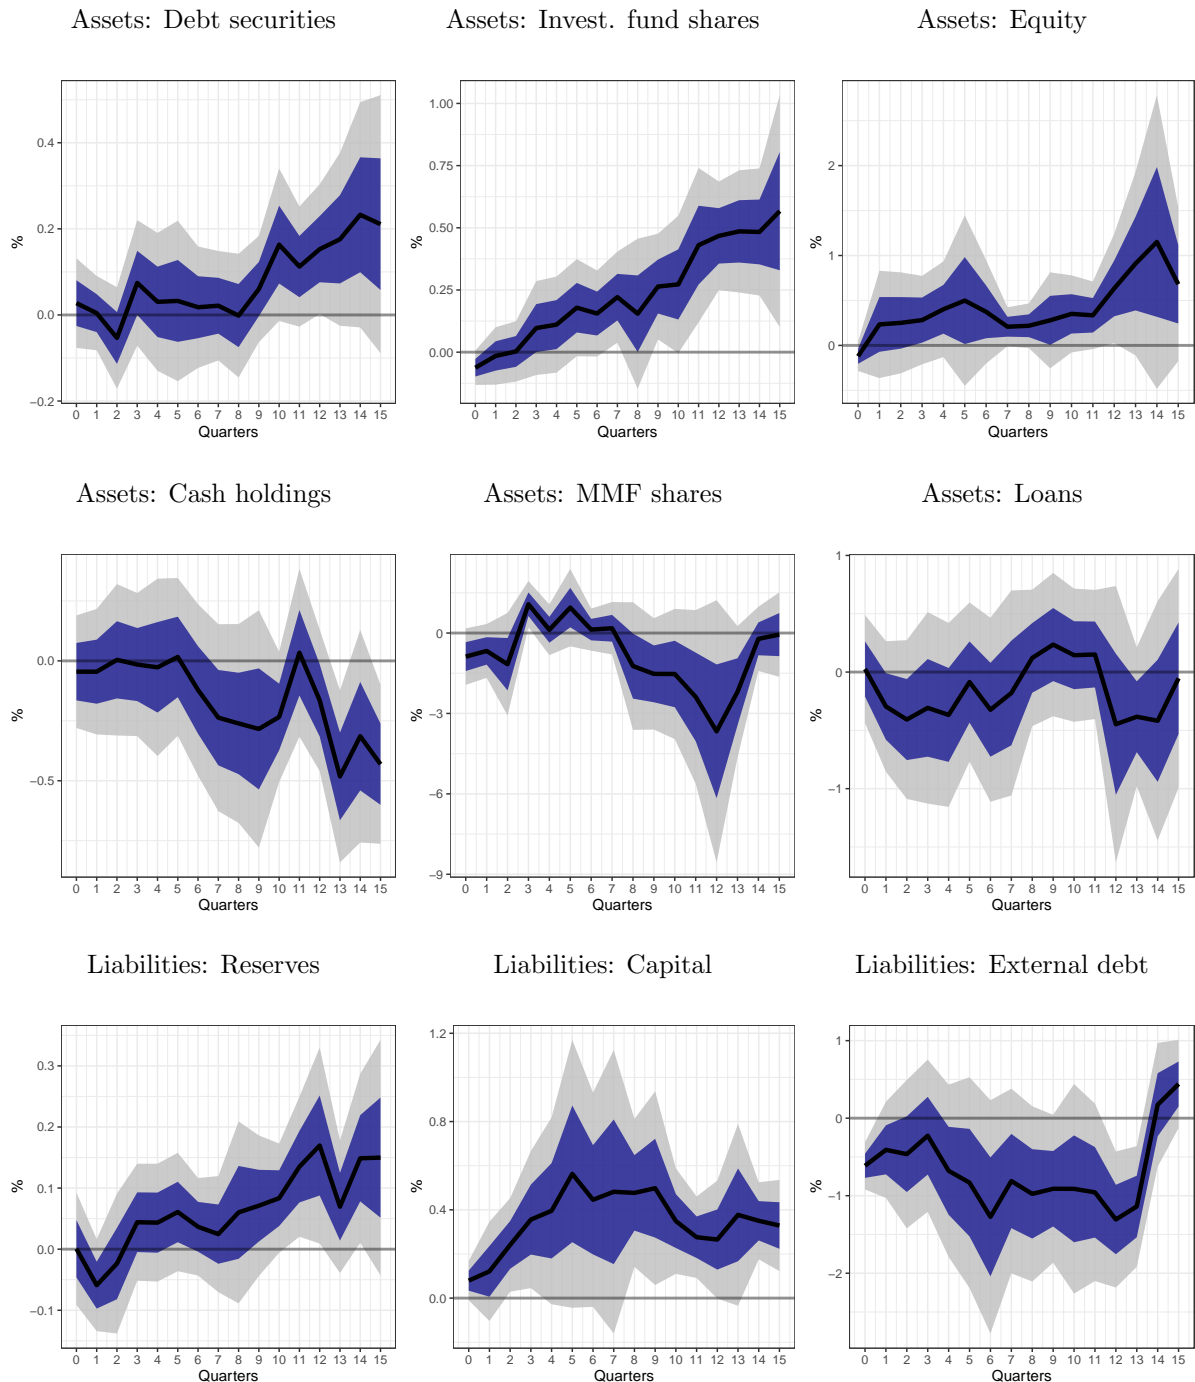 Assets: Debt securities
Assets: Invest. fund shares
Assets: Equity
%
0.4
0.2
0.0
−0.2
0 1 2 3 4 5 6 7 8 9 10 11 12 13 14 15
Quarters
%
1.00
0.75
0.50
0.25
0.00
0 1 2 3 4 5 6 7 8 9 10 11 12 13 14 15
Quarters
%
2
1
0
0 1 2 3 4 5 6 7 8 9 10 11 12 13 14 15
Quarters
Assets: Cash holdings
Assets: MMF shares
Assets: Loans
%
0.0
−0.5
0 1 2 3 4 5 6 7 8 9 10 11 12 13 14 15
Quarters
%
0
−3
−6
−9
0 1 2 3 4 5 6 7 8 9 10 11 12 13 14 15
Quarters
%
1
0
−1
0 1 2 3 4 5 6 7 8 9 10 11 12 13 14 15
Quarters
Liabilities: Reserves
Liabilities: Capital
Liabilities: External debt
%
0.3
0.2
0.1
0.0
−0.1
0 1 2 3 4 5 6 7 8 9 10 11 12 13 14 15
Quarters
%
1.2
0.8
0.4
0.0
0 1 2 3 4 5 6 7 8 9 10 11 12 13 14 15
Quarters
%
1
0
−1
−2
0 1 2 3 4 5 6 7 8 9 10 11 12 13 14 15
Quarters